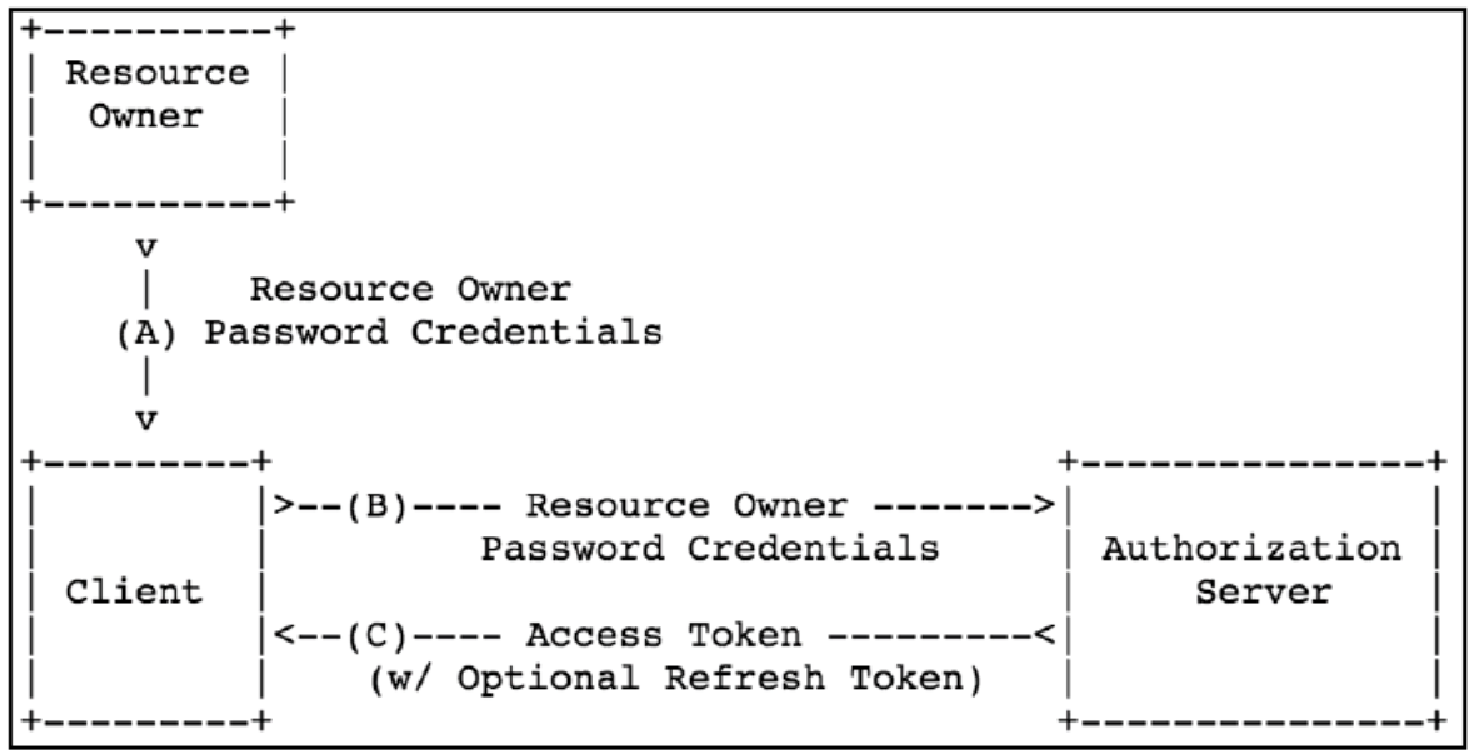 +----------+
| Resource |
|  Owner   |
|          |
+----------+
     v
     |    Resource Owner
    (A) Password Credentials
     |
     v
+---------+                                  +---------------+
|         |>--(B)---- Resource Owner ------->|               |
|         |         Password Credentials     | Authorization |
| Client  |                                  |     Server    |
|         |<--(C)---- Access Token ---------<|               |
|         |    (w/ Optional Refresh Token)   |               |
+---------+                                  +---------------+